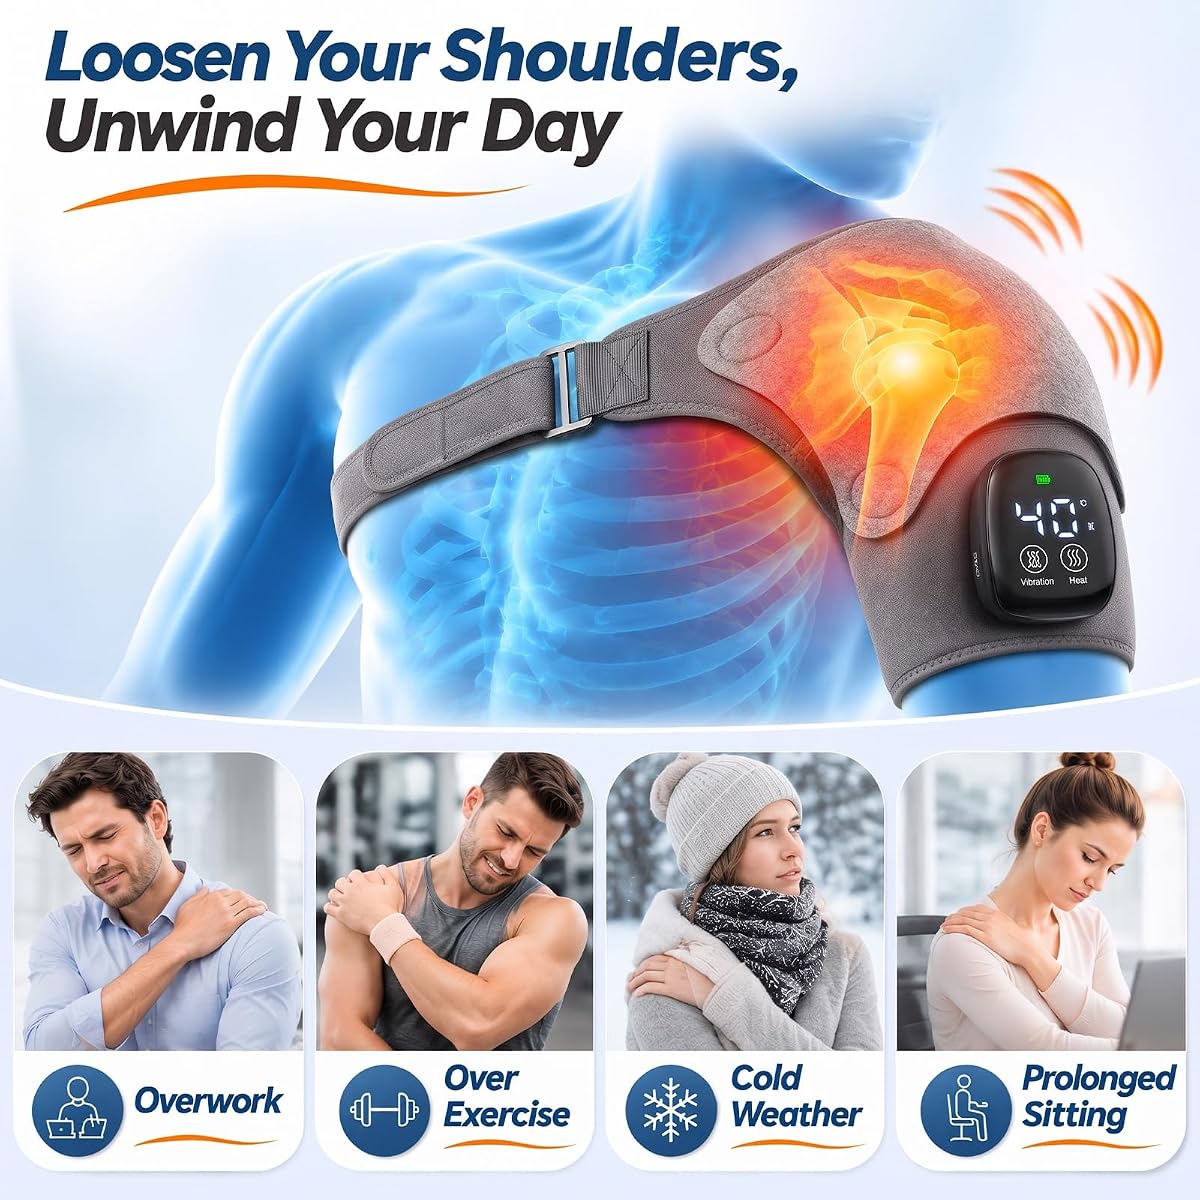 Loosen Your Shoulders,
Unwind Your Day
40 °C
Vibration Heat
Overwork
Over
Exercise
Cold
Weather
Prolonged
Sitting